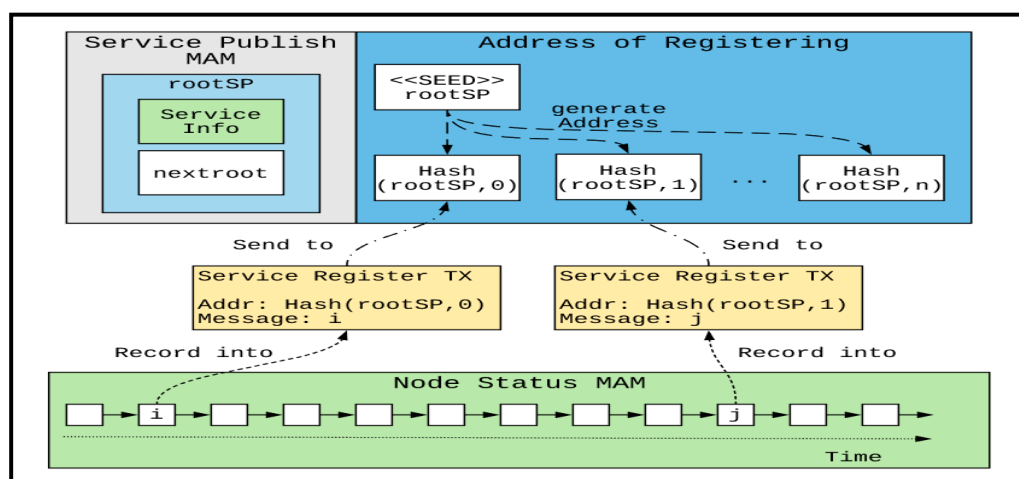 Service Publish
MAM
rootSP
Service
Info
nextroot
Address of Registering
<<SEED>>
rootSP
generate
Address
Hash
(rootSP,0)
Hash
(rootSP,1)
...
Hash
(rootSP,n)
Send to
Send to
Service Register TX
Addr: Hash(rootSP,0)
Message: i
Service Register TX
Addr: Hash(rootSP,1)
Message: j
Record into
Record into
Node Status MAM
i
j
Time